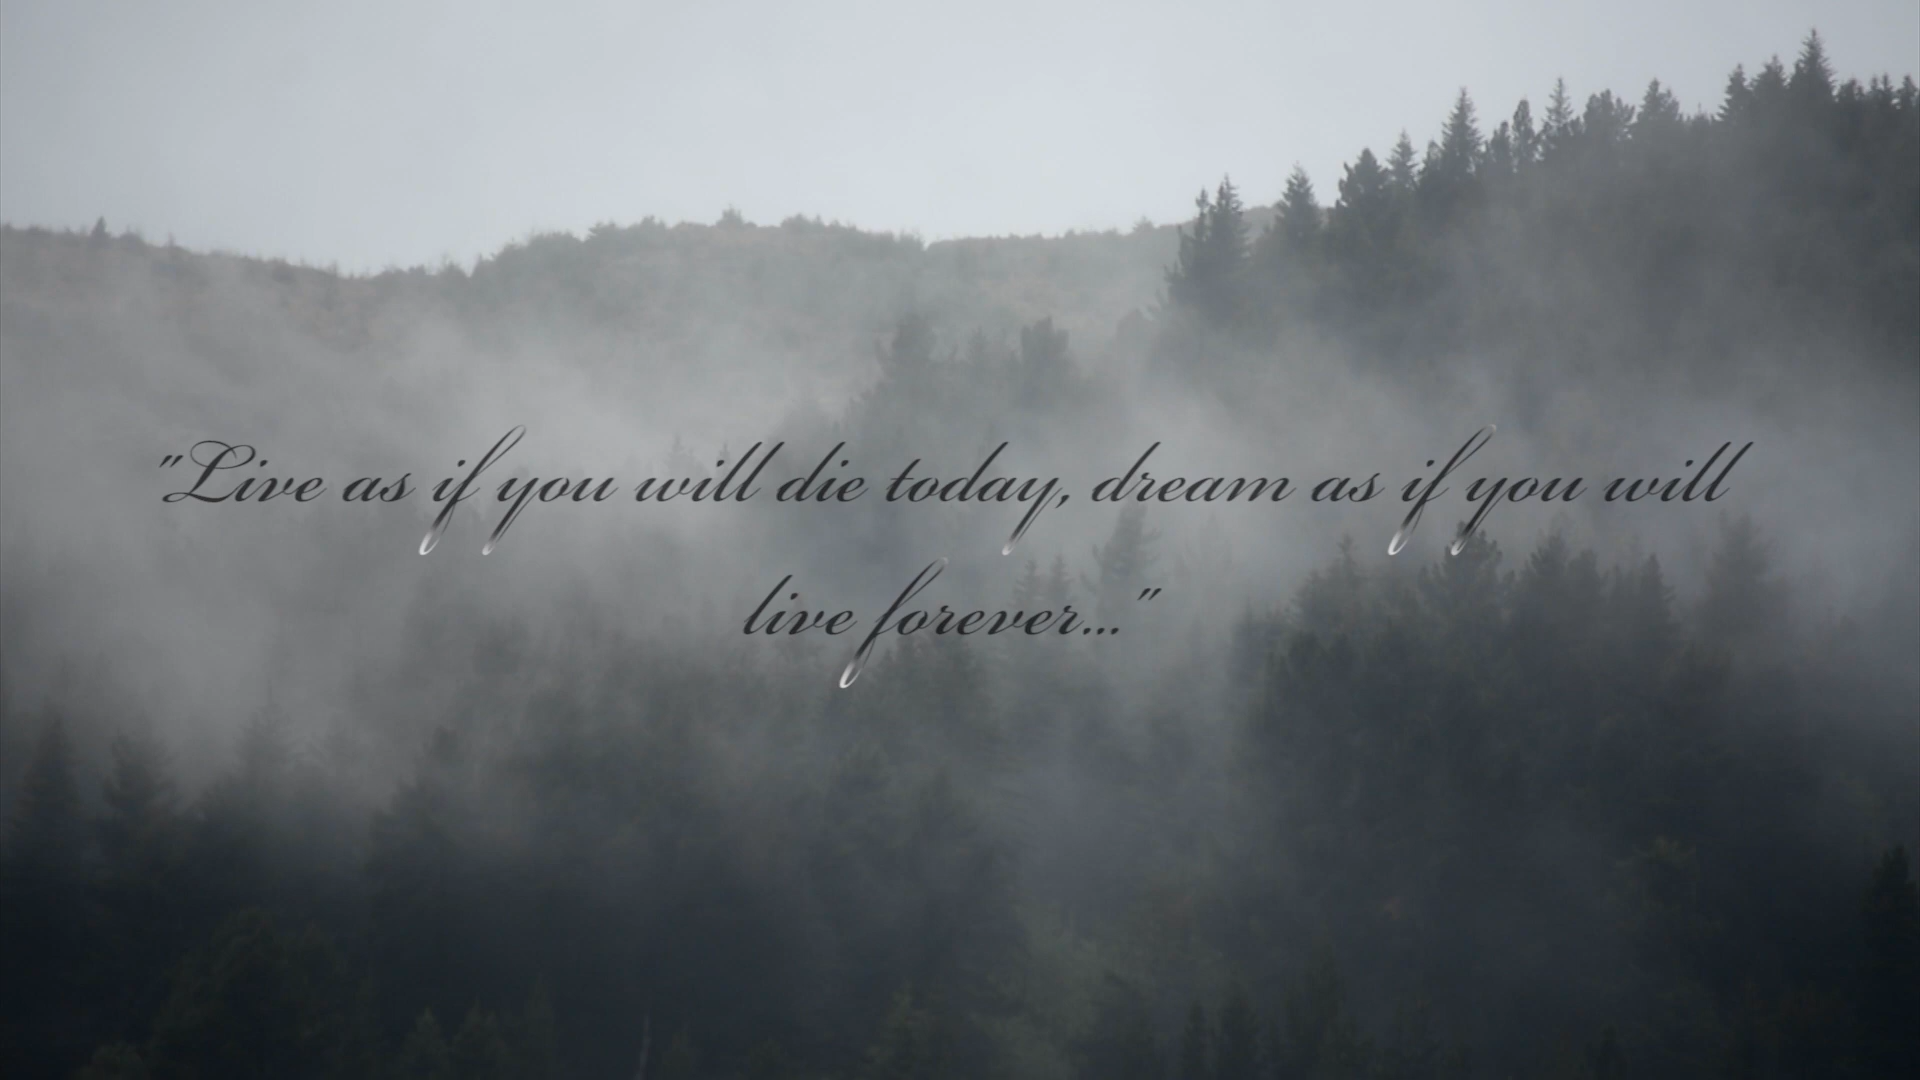 "Live as if you will die today, dream as if you will
live forever..."